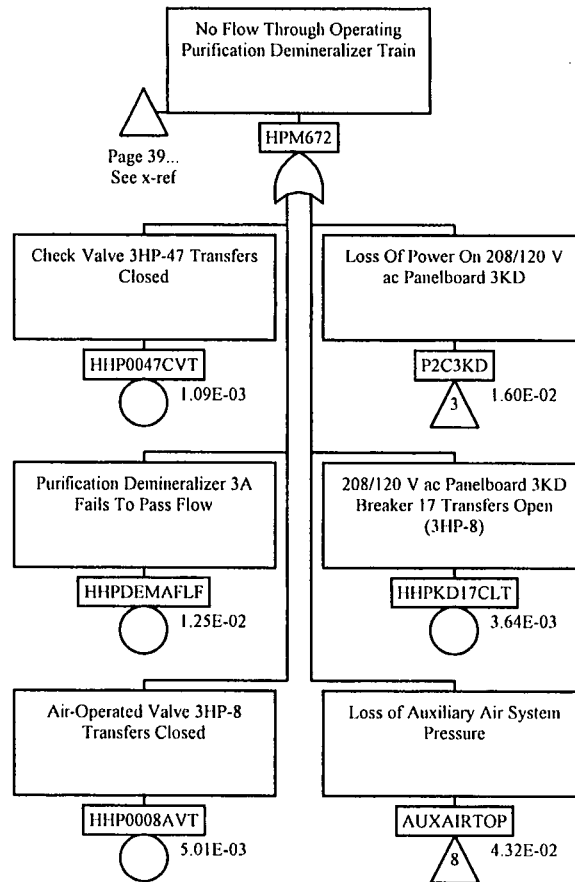 No Flow Through Operating
Purification Demineralizer Train
HPM672
Page 39...
See x-ref
Check Valve 3HP-47 Transfers
Closed
HHP0047CVT
1.09E-03
Loss Of Power On 208/120 V
ac Panelboard 3KD
P2C3KD
3
1.60E-02
Purification Demineralizer 3A
Fails To Pass Flow
HHPDEMAFLF
1.25E-02
208/120 V ac Panelboard 3KD
Breaker 17 Transfers Open
(3HP-8)
HHPKD17CLT
3.64E-03
Air-Operated Valve 3HP-8
Transfers Closed
HHP0008AVT
5.01E-03
Loss of Auxiliary Air System
Pressure
AUXAIRTOP
8
4.32E-02